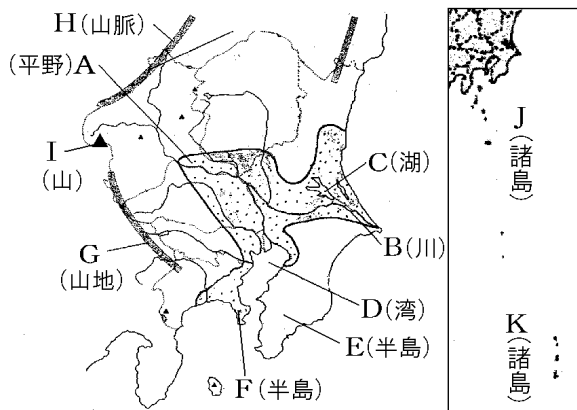 H(山脈)
(平野)A
I
(山)
C(湖)
B(川)
G
(山地)
D(湾)
E(半島)
F(半島)
J
(諸島)
K
(諸島)